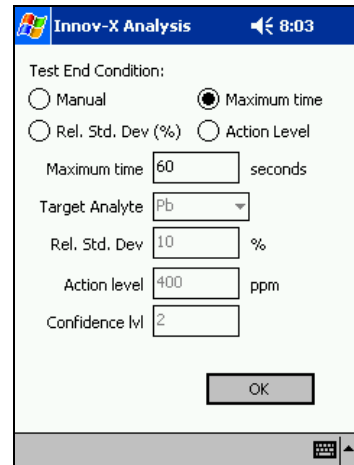 Innov-X Analysis 8:03
Test End Condition:
Manual Maximum time
Rel. Std. Dev (%) Action Level
Maximum time 60 seconds
Target Analyte Pb
Rel. Std. Dev 10 %
Action level 400 ppm
Confidence lvl 2
OK